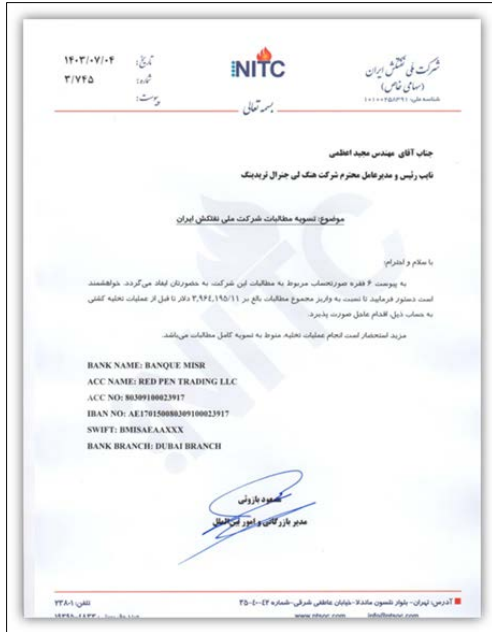 شرکت ملی نفتکش ایران
(سهامی خاص)
شناسه ملی: ۱۰۱۰۰۳۵۸۳۹۱
NITC
تاریخ: ۱۴۰۳/۰۷/۰۴
شماره: ۳/۷۴۵
پیوست:
بسمه تعالی
جناب آقای مهندس مجید اعظمی
نایب رئیس و مدیرعامل محترم شرکت هنگ لی جنرال تریدینگ
موضوع: تسویه مطالبات شرکت ملی نفتکش ایران
با سلام و احترام؛
به پیوست ۶ فقره صورتحساب مربوط به مطالبات این شرکت، به حضورتان ایفاد می‌گردد. خواهشمند
است دستور فرمایید تا نسبت به واریز مجموع مطالبات بالغ بر ۳,۹۶٤,۱۹۵/۱۱ دلار تا قبل از عملیات تخلیه کشتی
به حساب ذیل، اقدام عاجل صورت پذیرد.
مزید استحضار است انجام عملیات تخلیه، منوط به تسویه کامل مطالبات می‌باشد.
BANK NAME: BANQUE MISR
ACC NAME: RED PEN TRADING LLC
ACC NO: 80309100023917
IBAN NO: AE170150080309100023917
SWIFT: BMISAEAAXXX
BANK BRANCH: DUBAI BRANCH
مسعود بازوئی
مدیر بازرگانی و امور بین‌الملل
آدرس: تهران- بلوار نلسون ماندلا- خیابان عاطفی شرقی-شماره ٤۲-٤۰-۳۵
تلفن: ۲۳۸۰۱